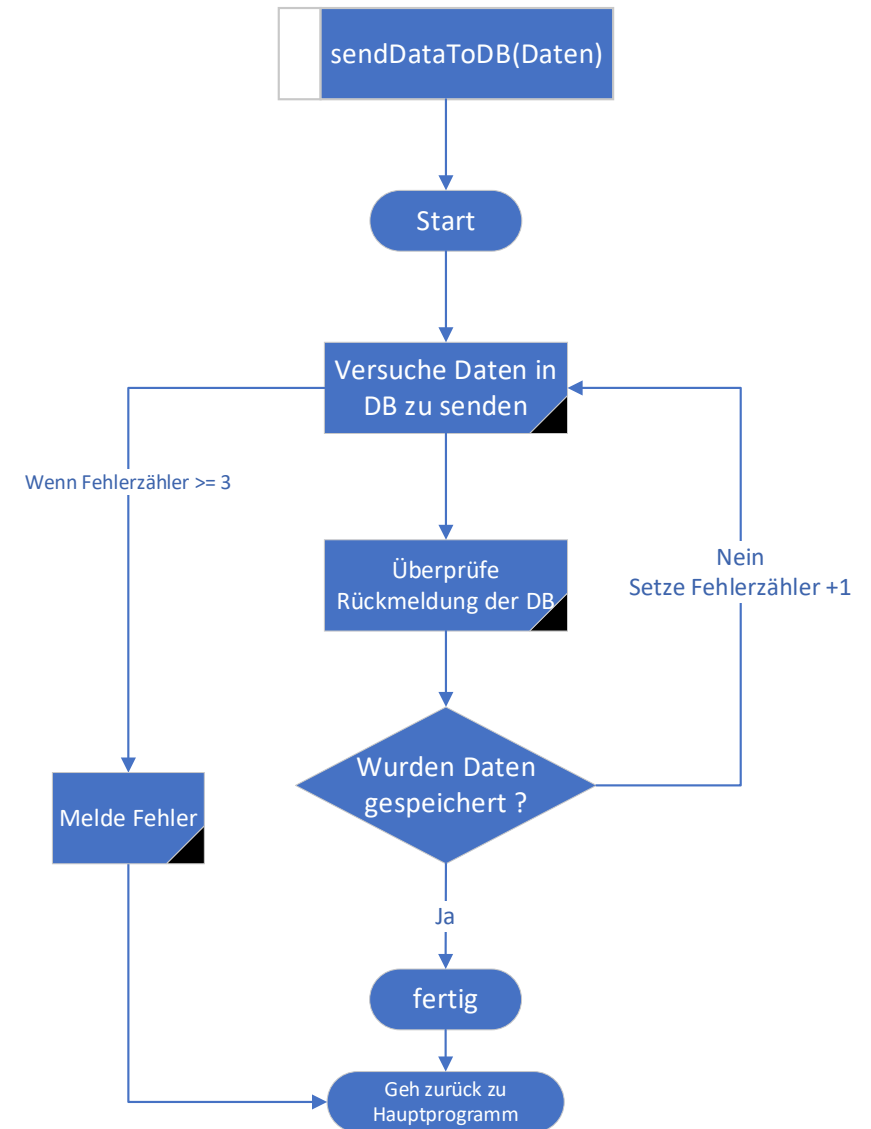 sendDataToDB(Daten)
Start
Versuche Daten in
DB zu senden
Wenn Fehlerzähler >= 3
Überprüfe
Rückmeldung der DB
Nein
Setze Fehlerzähler +1
Wurden Daten
gespeichert ?
Melde Fehler
Ja
fertig
Geh zurück zu
Hauptprogramm